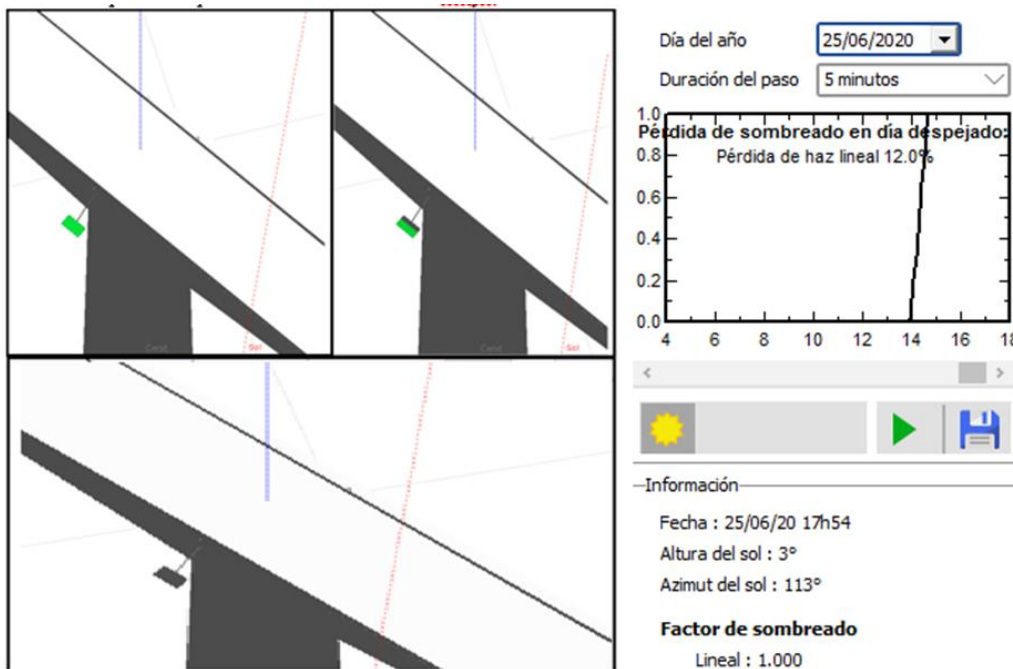 Día del año
25/06/2020
Duración del paso
5 minutos
Pérdida de sombreado en día despejado:
Pérdida de haz lineal 12.0%
1.0
0.8
0.6
0.4
0.2
0.0
4 6 8 10 12 14 16 18
Sol
Sol
Información
Fecha : 25/06/20 17h54
Altura del sol : 3°
Azimut del sol : 113°
Factor de sombreado
Lineal : 1.000